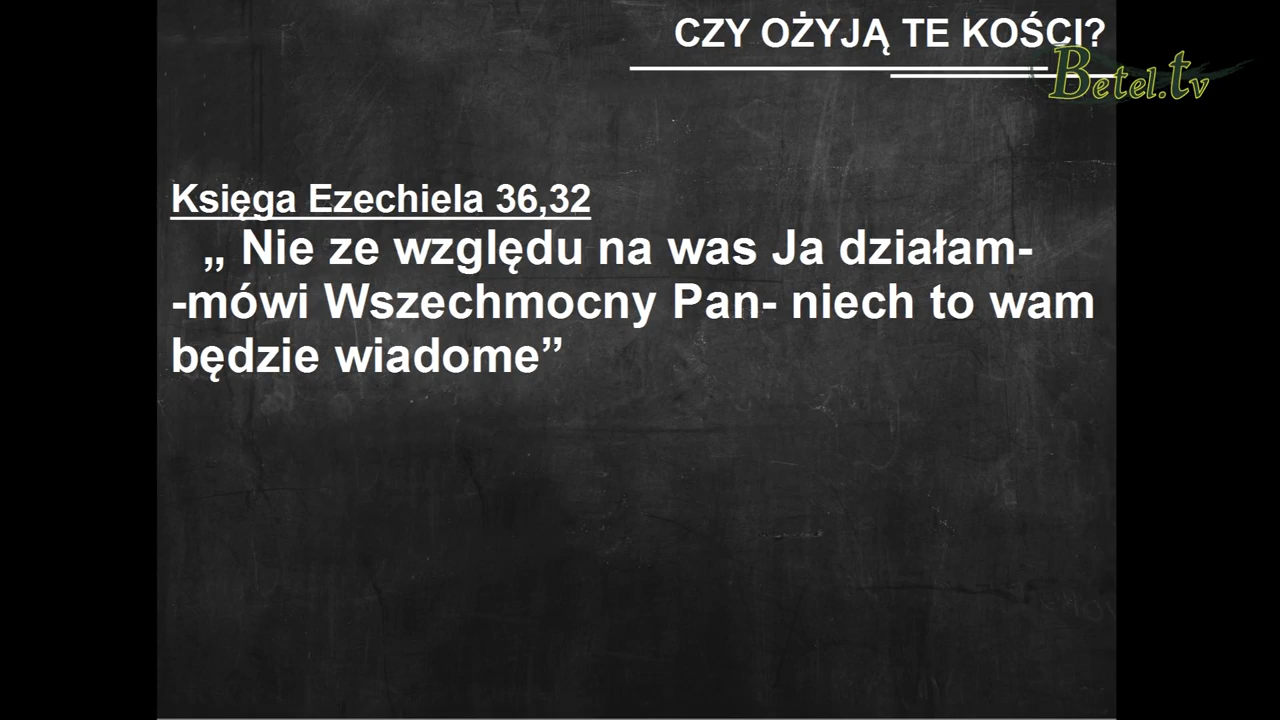 CZY OŻYJĄ TE KOŚCI?
Betel.tv
Księga Ezechiela 36,32
„ Nie ze względu na was Ja działam-
-mówi Wszechmocny Pan- niech to wam
będzie wiadome”